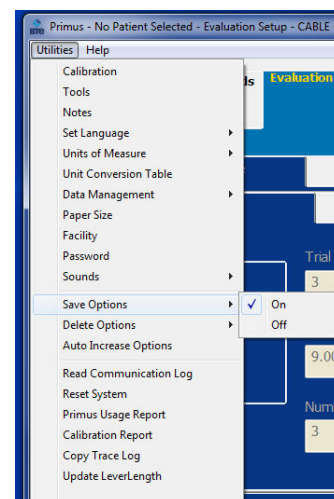 Primus - No Patient Selected - Evaluation Setup - CABLE
BTE
Utilities Help
Calibration
Tools
Notes
Set Language
Units of Measure
Unit Conversion Table
Data Management
Paper Size
Facility
Password
Sounds
Save Options
On
Off
Delete Options
Auto Increase Options
Read Communication Log
Reset System
Primus Usage Report
Calibration Report
Copy Trace Log
Update LeverLength
ls
Evaluation
Trial
3
9.00
Num
3